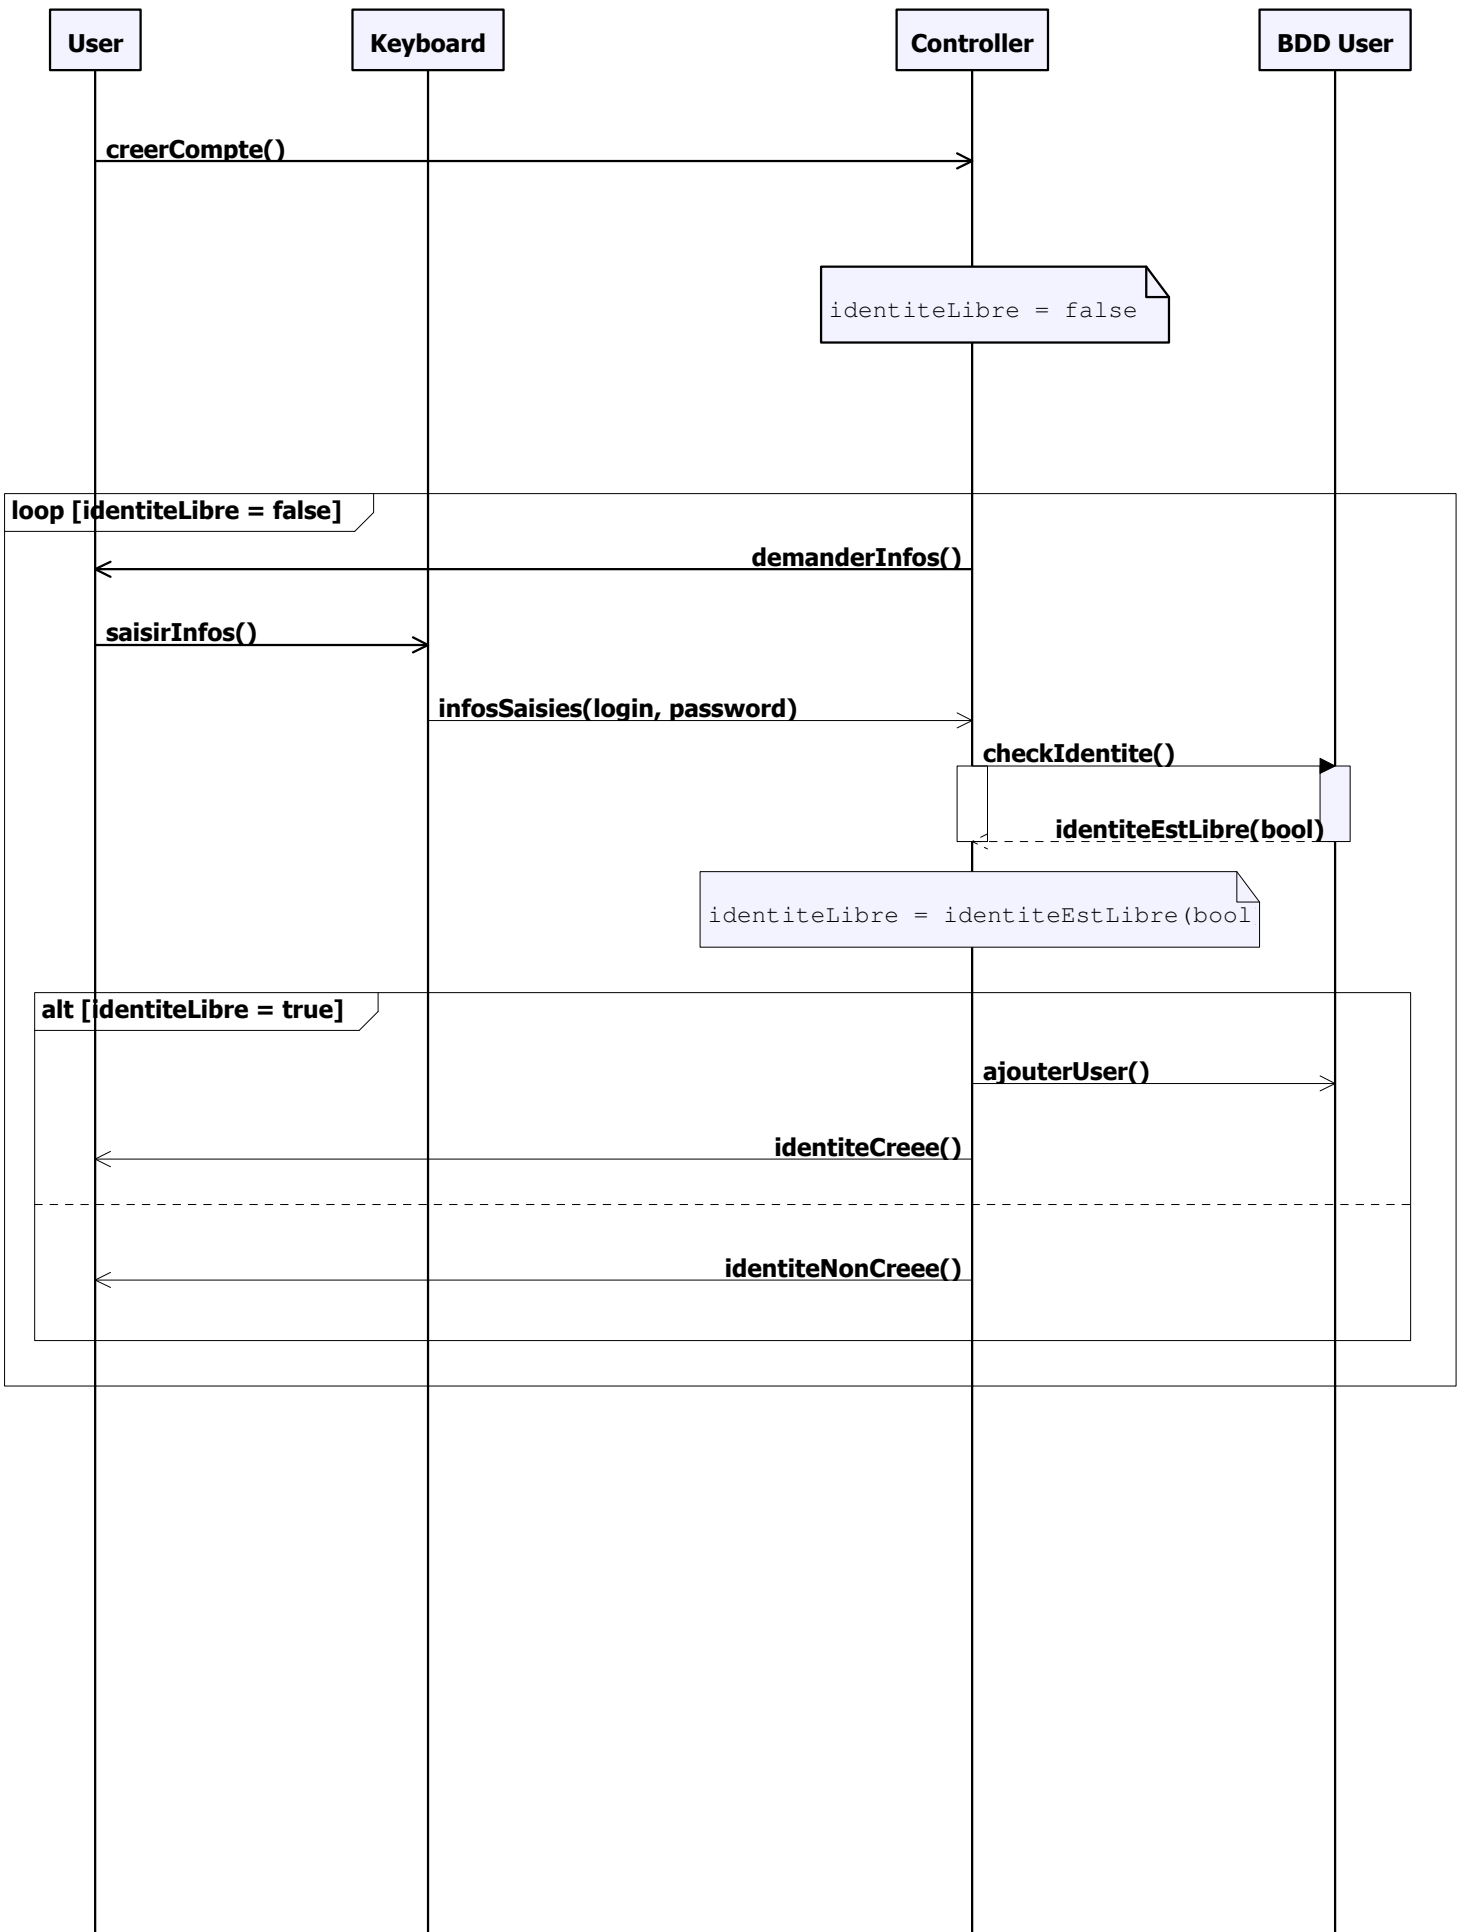 User
Keyboard
Controller
BDD User
creerCompte()
identiteLibre = false
loop [identiteLibre = false]
demanderInfos()
saisirInfos()
infosSaisies(login, password)
checkIdentite()
identiteEstLibre(bool)
identiteLibre = identiteEstLibre(bool
alt [identiteLibre = true]
ajouterUser()
identiteCreee()
identiteNonCreee()